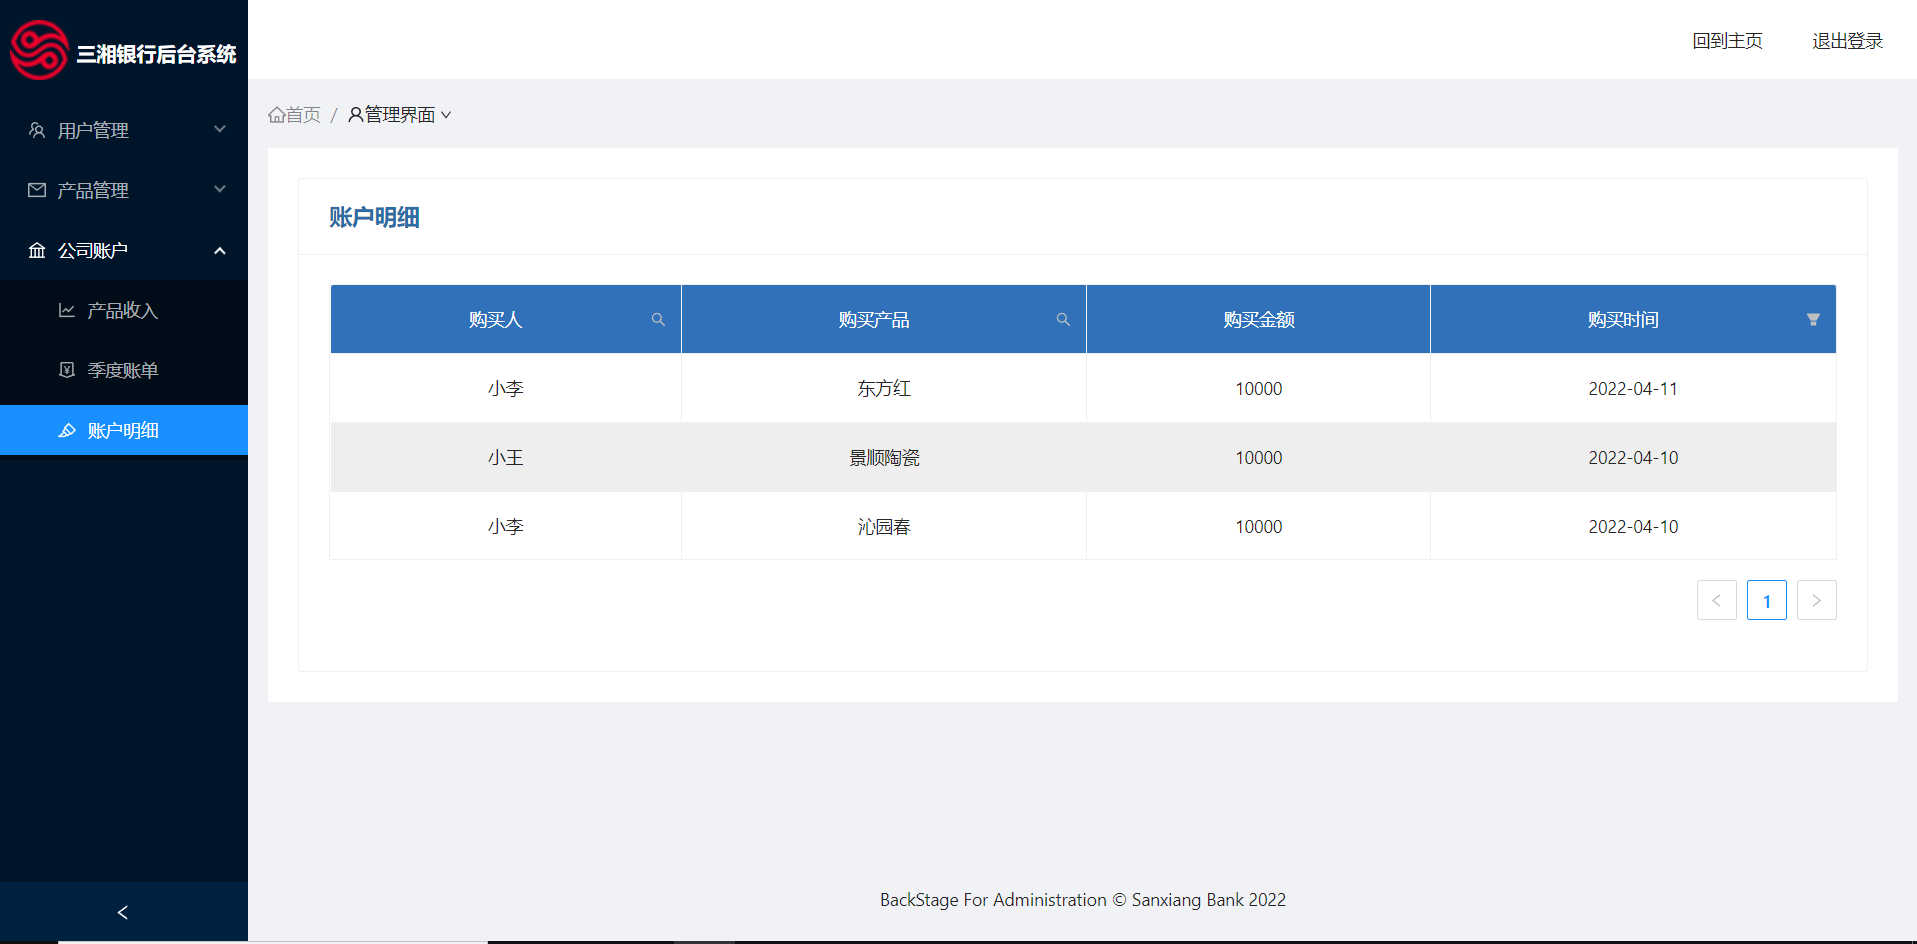 三湘银行后台系统
用户管理
产品管理
公司账户
产品收入
季度账单
账户明细
回到主页 退出登录
首页 / 管理界面
账户明细
购买人 购买产品 购买金额 购买时间
小李 东方红 10000 2022-04-11
小王 景顺陶瓷 10000 2022-04-10
小李 沁园春 10000 2022-04-10
1
BackStage For Administration © Sanxiang Bank 2022